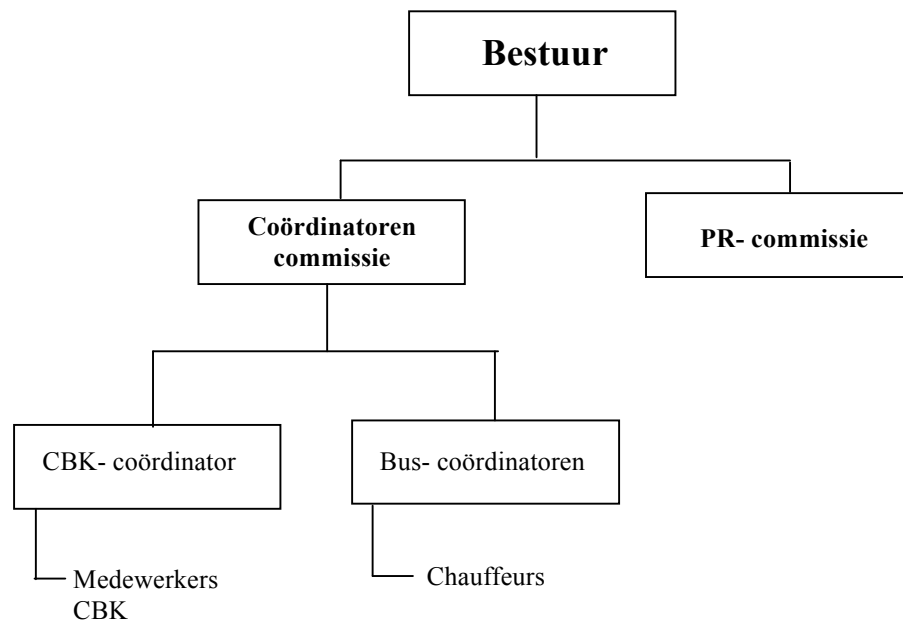 Bestuur
Coördinatoren
commissie
PR- commissie
CBK- coördinator
Bus- coördinatoren
Medewerkers
CBK
Chauffeurs